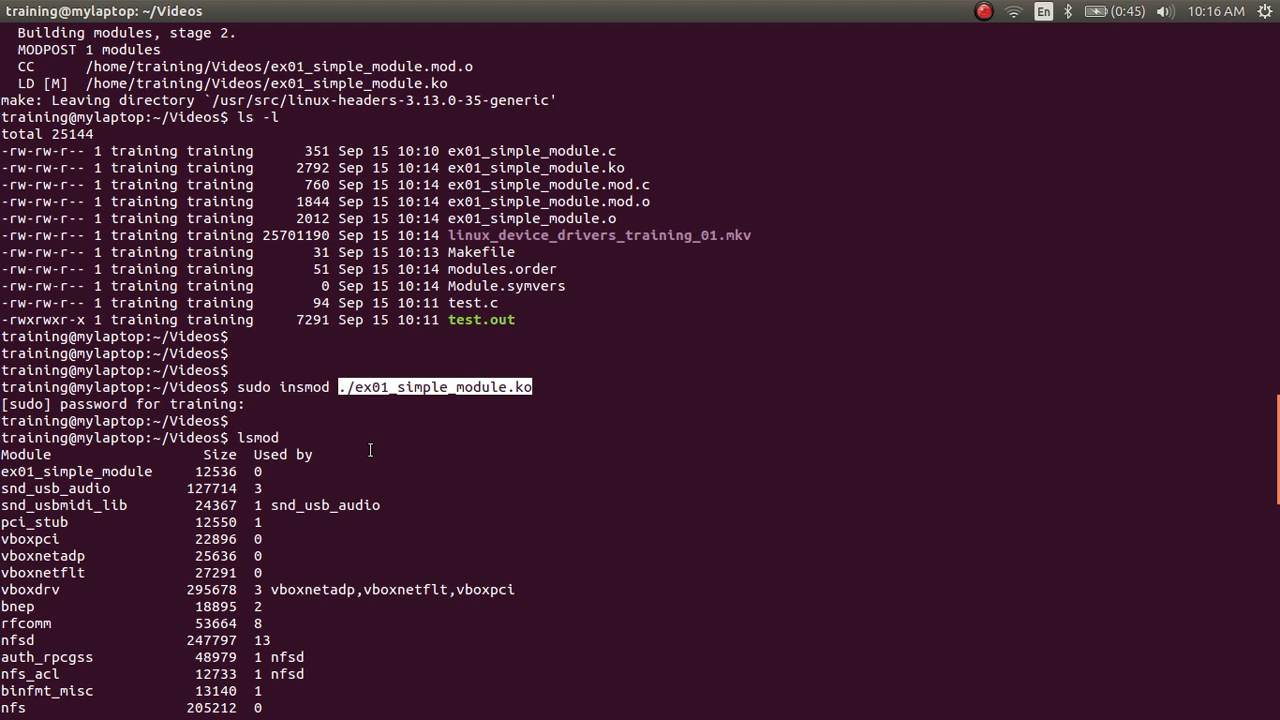 training@mylaptop: ~/Videos En (0:45) 10:16 AM
  Building modules, stage 2.
  MODPOST 1 modules
  CC      /home/training/Videos/ex01_simple_module.mod.o
  LD [M]  /home/training/Videos/ex01_simple_module.ko
make: Leaving directory `/usr/src/linux-headers-3.13.0-35-generic'
training@mylaptop:~/Videos$ ls -l
total 25144
-rw-rw-r-- 1 training training      351 Sep 15 10:10 ex01_simple_module.c
-rw-rw-r-- 1 training training     2792 Sep 15 10:14 ex01_simple_module.ko
-rw-rw-r-- 1 training training      760 Sep 15 10:14 ex01_simple_module.mod.c
-rw-rw-r-- 1 training training     1844 Sep 15 10:14 ex01_simple_module.mod.o
-rw-rw-r-- 1 training training     2012 Sep 15 10:14 ex01_simple_module.o
-rw-rw-r-- 1 training training 25701190 Sep 15 10:14 linux_device_drivers_training_01.mkv
-rw-rw-r-- 1 training training       31 Sep 15 10:13 Makefile
-rw-rw-r-- 1 training training       51 Sep 15 10:14 modules.order
-rw-rw-r-- 1 training training        0 Sep 15 10:14 Module.symvers
-rw-rw-r-- 1 training training       94 Sep 15 10:11 test.c
-rwxrwxr-x 1 training training     7291 Sep 15 10:11 test.out
training@mylaptop:~/Videos$
training@mylaptop:~/Videos$
training@mylaptop:~/Videos$
training@mylaptop:~/Videos$ sudo insmod ./ex01_simple_module.ko
[sudo] password for training:
training@mylaptop:~/Videos$
training@mylaptop:~/Videos$ lsmod
Module                  Size  Used by
ex01_simple_module     12536  0
snd_usb_audio         127714  3
snd_usbmidi_lib        24367  1 snd_usb_audio
pci_stub               12550  1
vboxpci                22896  0
vboxnetadp             25636  0
vboxnetflt             27291  0
vboxdrv               295678  3 vboxnetadp,vboxnetflt,vboxpci
bnep                   18895  2
rfcomm                 53664  8
nfsd                  247797  13
auth_rpcgss            48979  1 nfsd
nfs_acl                12733  1 nfsd
binfmt_misc            13140  1
nfs                   205212  0